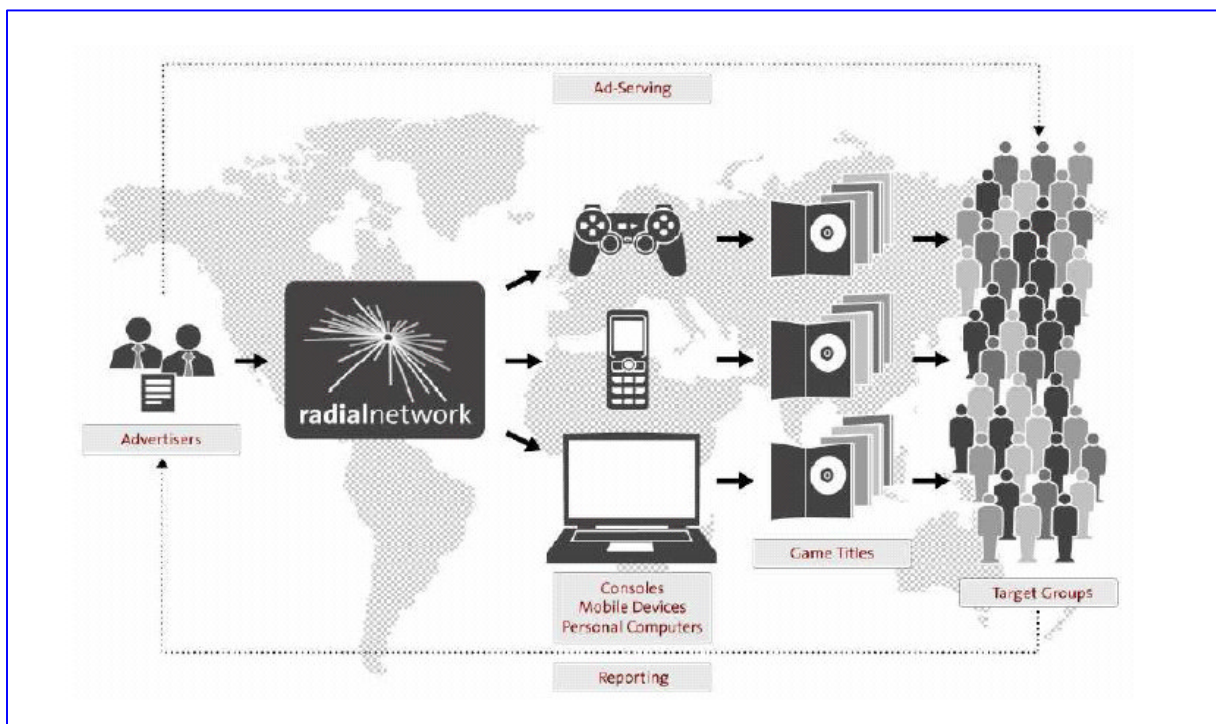 Ad-Serving
radialnetwork
Advertisers
Game Titles
Consoles
Mobile Devices
Personal Computers
Target Groups
Reporting